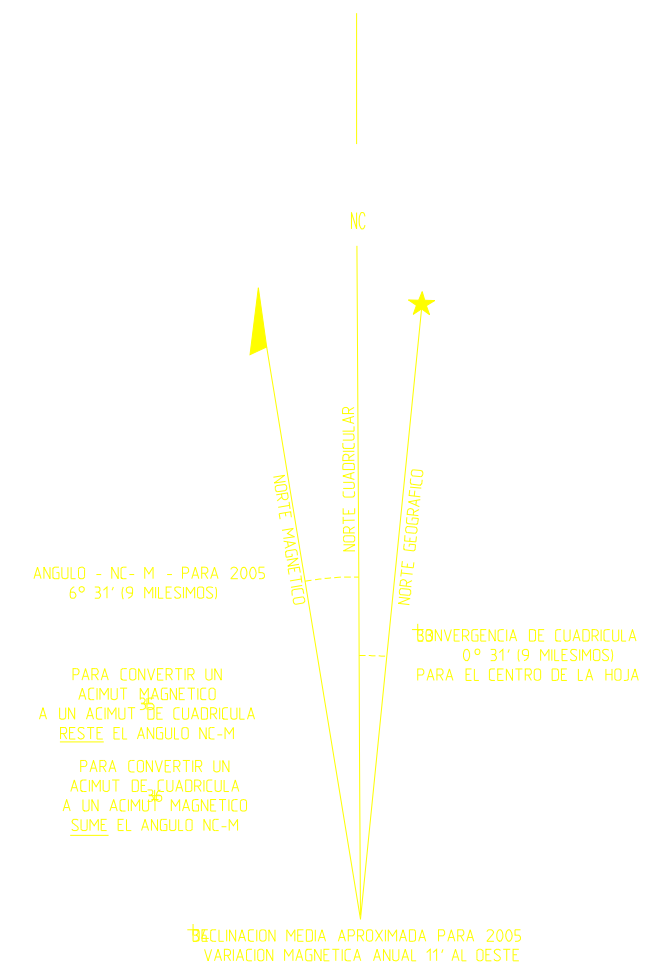 NC
NORTE CUADRICULAR
NORTE MAGNETICO
NORTE GEOGRAFICO
ANGULO - NC- M - PARA 2005
6° 31' (9 MILESIMOS)
CONVERGENCIA DE CUADRICULA
0° 31' (9 MILESIMOS)
PARA EL CENTRO DE LA HOJA
PARA CONVERTIR UN
ACIMUT MAGNETICO
A UN ACIMUT DE CUADRICULA
RESTE EL ANGULO NC-M
PARA CONVERTIR UN
ACIMUT DE CUADRICULA
A UN ACIMUT MAGNETICO
SUME EL ANGULO NC-M
DECLINACION MEDIA APROXIMADA PARA 2005
VARIACION MAGNETICA ANUAL 11' AL OESTE